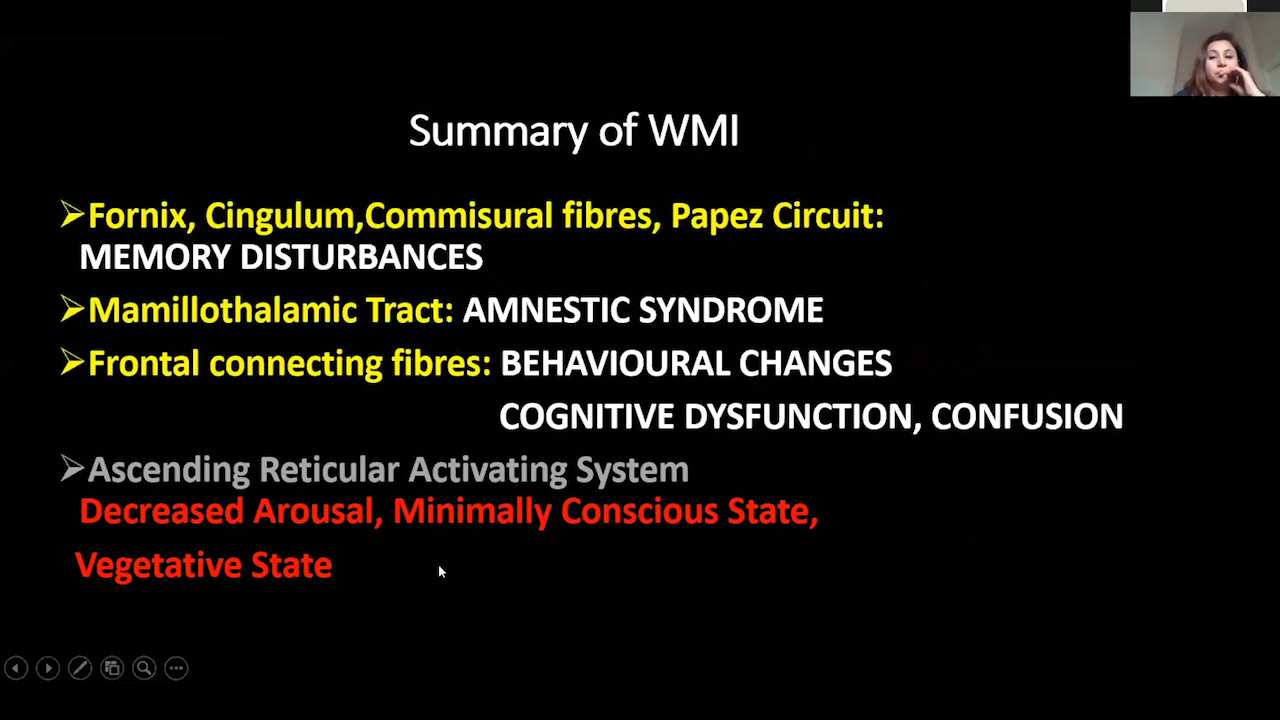 Summary of WMI
➢Fornix, Cingulum,Commisural fibres, Papez Circuit:
MEMORY DISTURBANCES
➢Mamillothalamic Tract: AMNESTIC SYNDROME
➢Frontal connecting fibres: BEHAVIOURAL CHANGES
COGNITIVE DYSFUNCTION, CONFUSION
➢Ascending Reticular Activating System
Decreased Arousal, Minimally Conscious State,
Vegetative State